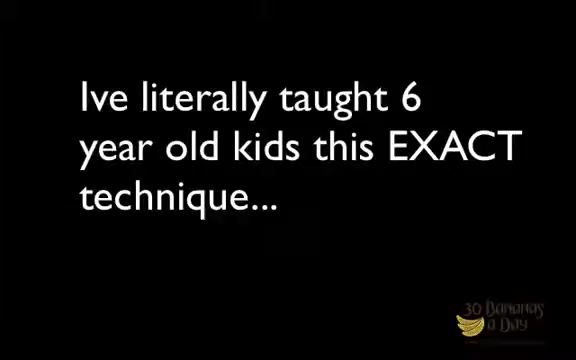 Ive literally taught 6
year old kids this EXACT
technique...
30 Bananas
a Day